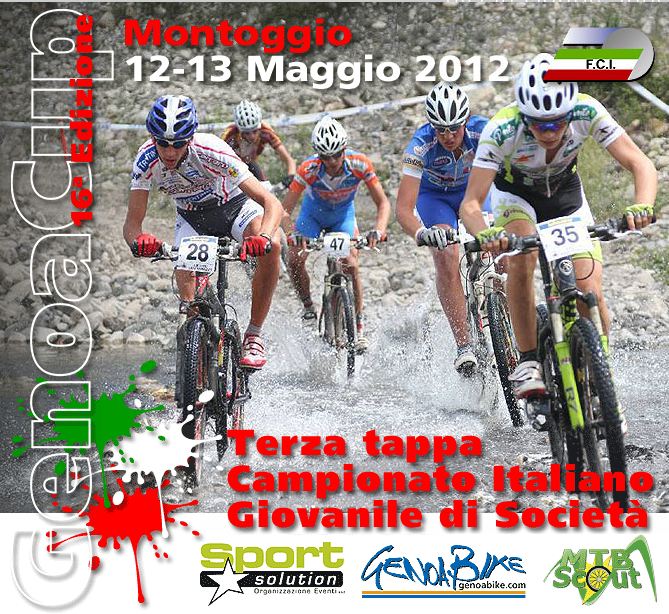 Montoggio
12-13 Maggio 2012
F.C.I.
GenoaCup
16ª Edizione
28
47
35
Terza tappa
Campionato Italiano
Giovanile di Società
Sport
solution
Organizzazione Eventi
GENOABIKE
genoabike.com
MTB
Scout